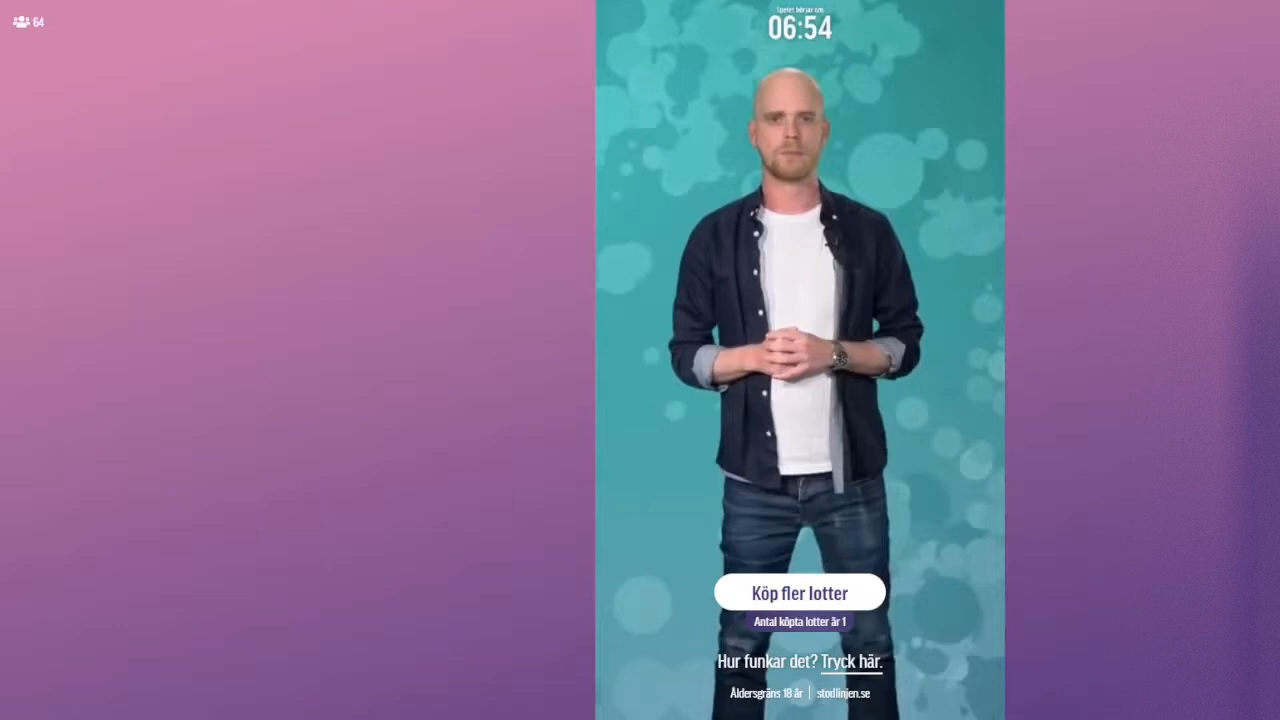 64
Spelet börjar om
06:54
Köp fler lotter
Antal köpta lotter är 1
Hur funkar det? Tryck här.
Åldersgräns 18 år | stodlinjen.se